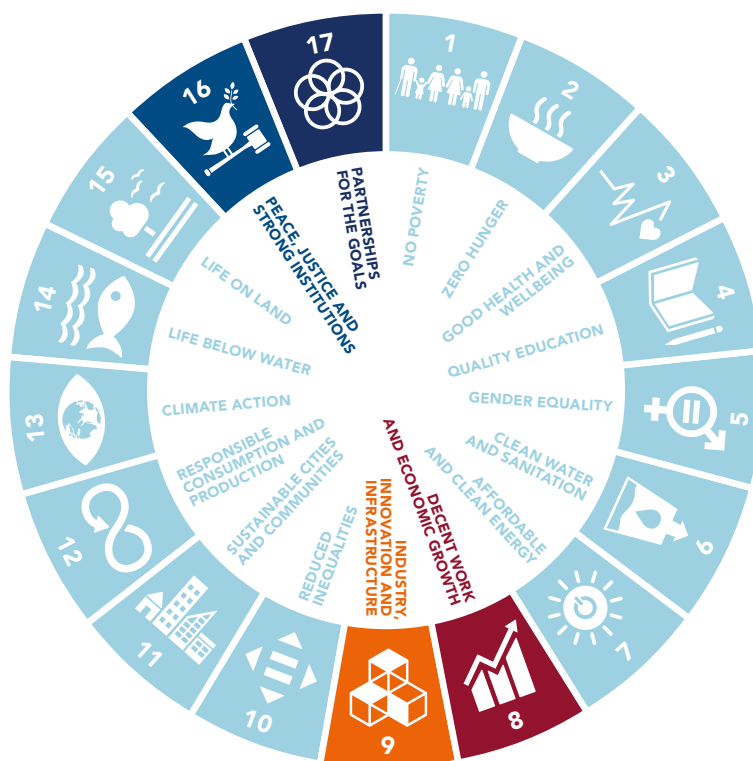 1
NO POVERTY
2
ZERO HUNGER
3
GOOD HEALTH AND
WELLBEING
4
QUALITY EDUCATION
5
GENDER EQUALITY
6
CLEAN WATER
AND SANITATION
7
AFFORDABLE
AND CLEAN ENERGY
8
DECENT WORK
AND ECONOMIC GROWTH
9
INDUSTRY,
INNOVATION AND
INFRASTRUCTURE
10
REDUCED
INEQUALITIES
11
SUSTAINABLE CITIES
AND COMMUNITIES
12
RESPONSIBLE
CONSUMPTION AND
PRODUCTION
13
CLIMATE ACTION
14
LIFE BELOW WATER
15
LIFE ON LAND
16
PEACE, JUSTICE AND
STRONG INSTITUTIONS
17
PARTNERSHIPS
FOR THE GOALS